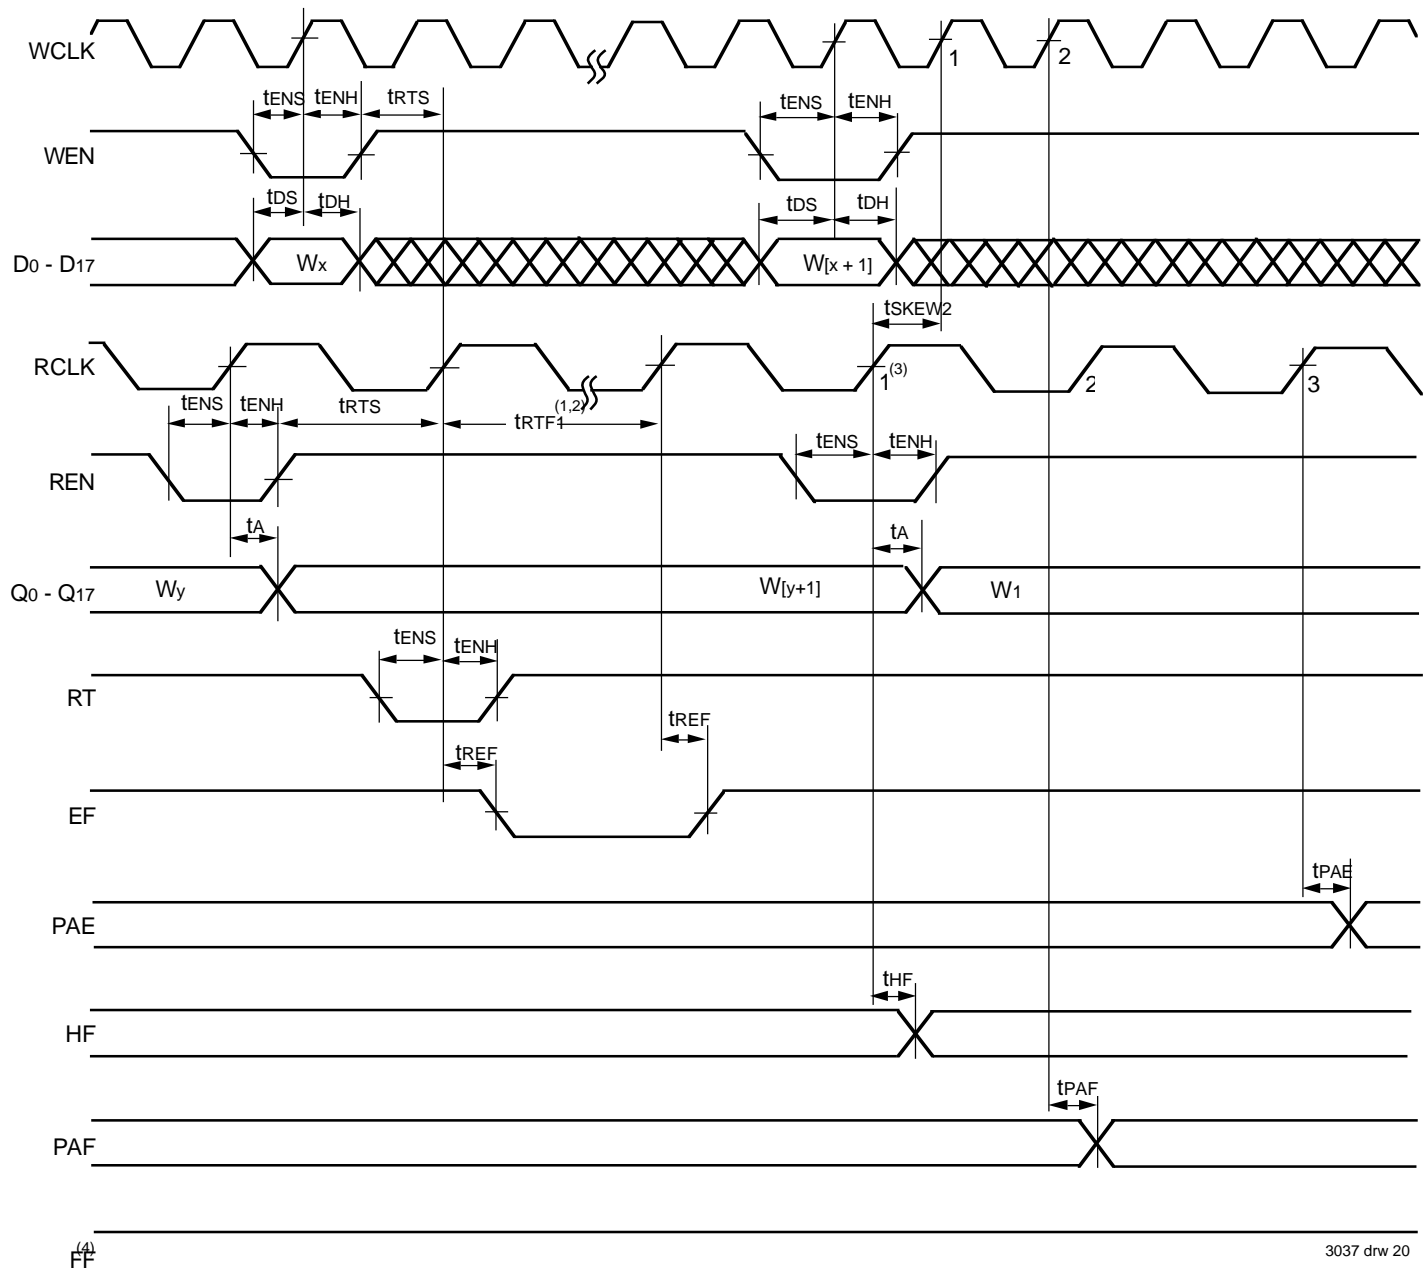 WCLK
1
2
tENS tENH tRTS
tENS tENH
WEN
tDS tDH
tDS tDH
D0 - D17
Wx
W[x + 1]
tSKEW2
RCLK
1(3)
2
3
tENS tENH tRTS
tRTF1(1,2)
tENS tENH
REN
tA
tA
Q0 - Q17
Wy
W[y+1]
W1
tENS tENH
RT
tREF
tREF
EF
tPAE
PAE
tHF
HF
tPAF
PAF
(4)
FF
3037 drw 20